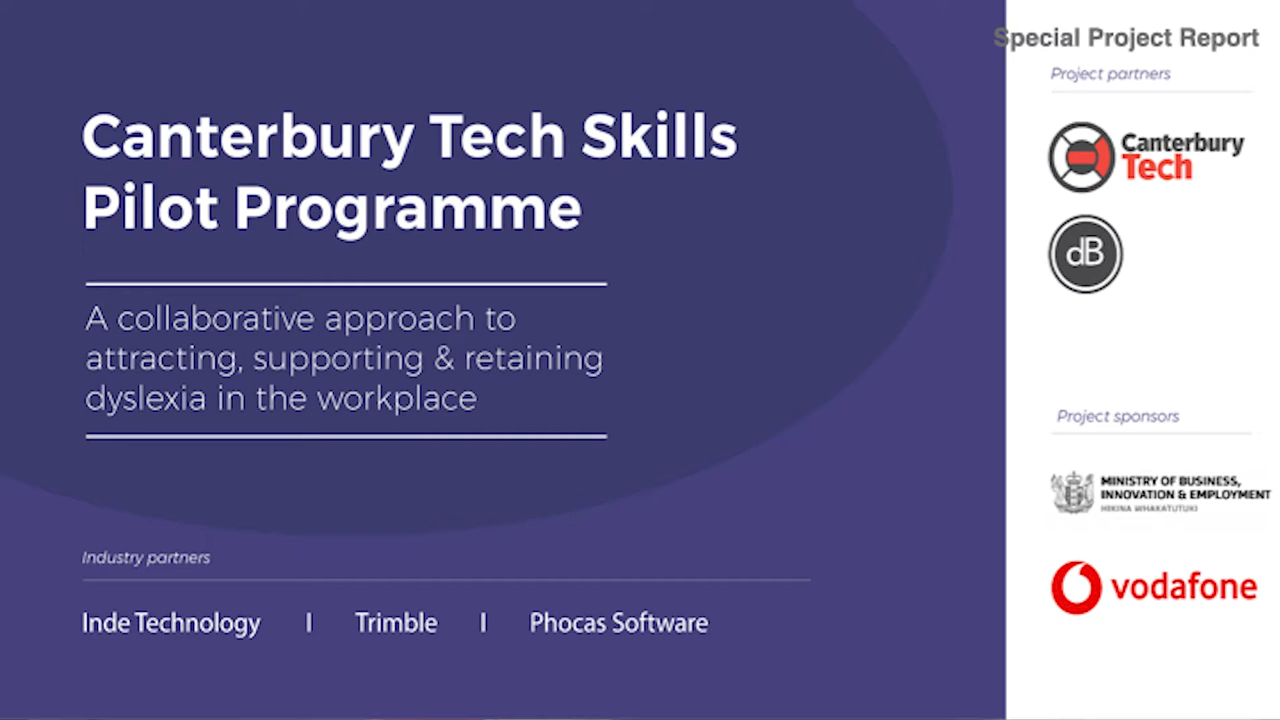 Canterbury Tech Skills
Pilot Programme
A collaborative approach to
attracting, supporting & retaining
dyslexia in the workplace
Industry partners
Inde Technology | Trimble | Phocas Software
Special Project Report
Project partners
Canterbury
Tech
dB
Project sponsors
MINISTRY OF BUSINESS,
INNOVATION & EMPLOYMENT
HIKINA WHAKATUTUKI
vodafone